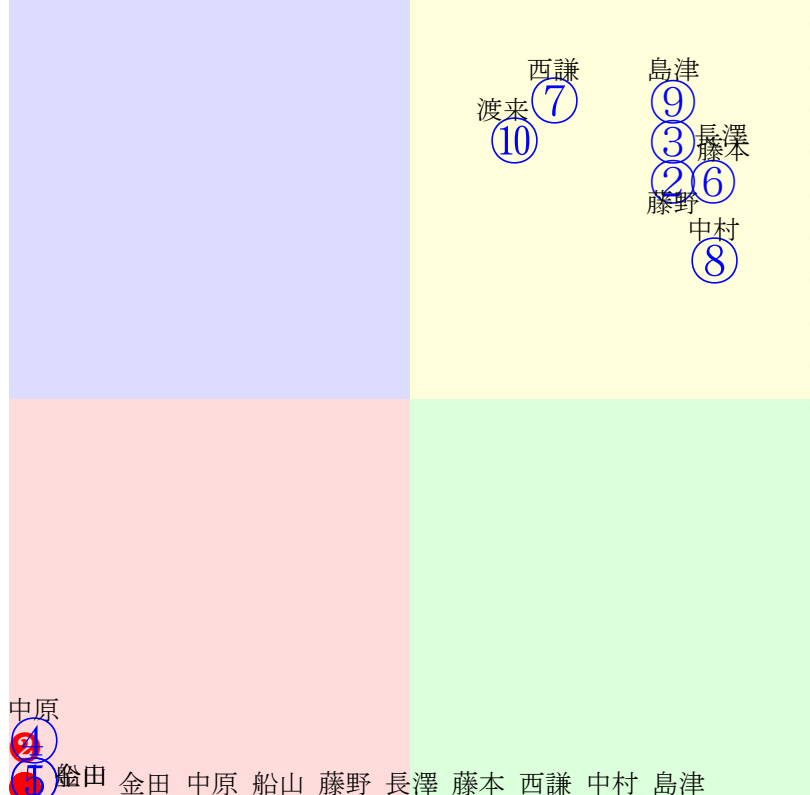 西謙
島津
⑦
⑨
渡来
⑩
③
長澤
藤本
②
⑥
藤野
中村
⑧
中原
④
金田 中原 船山 藤野 長澤 藤本 西謙 中村 島津